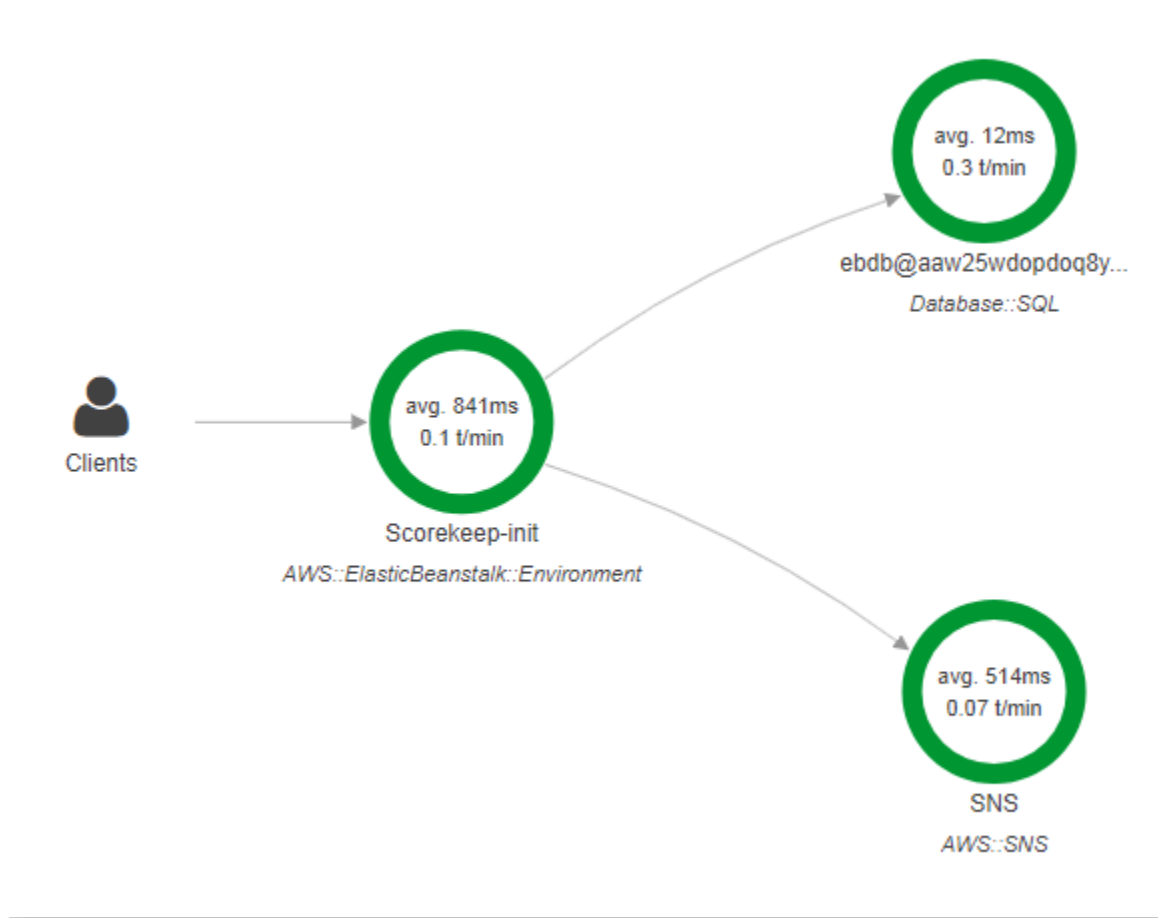 avg. 12ms
0.3 t/min
ebdb@aaw25wdopdoq8y...
Database::SQL
Clients
avg. 841ms
0.1 t/min
Scorekeep-init
AWS::ElasticBeanstalk::Environment
avg. 514ms
0.07 t/min
SNS
AWS::SNS